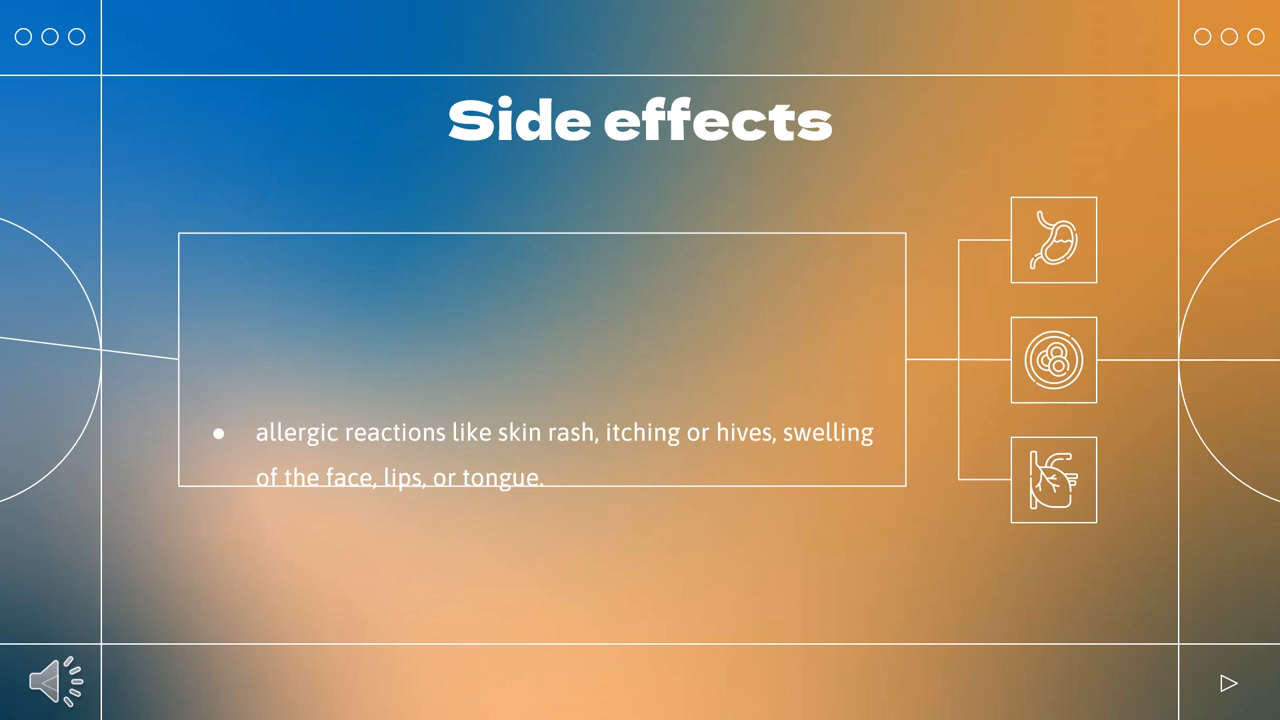 Side effects
● allergic reactions like skin rash, itching or hives, swelling
of the face, lips, or tongue.